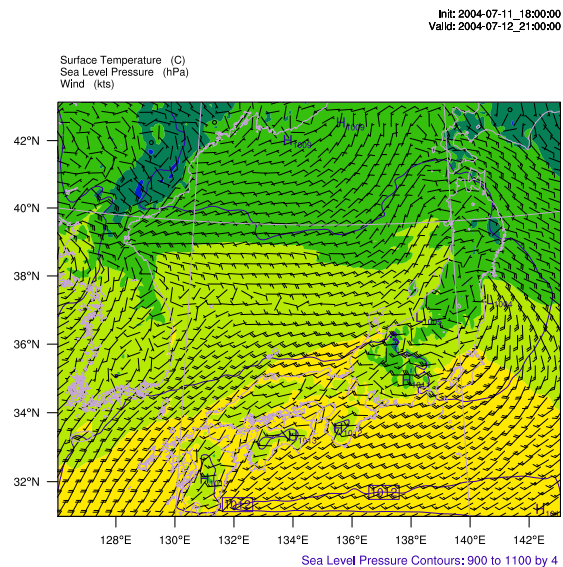 Init: 2004-07-11_18:00:00
Valid: 2004-07-12_21:00:00
Surface Temperature (C)
Sea Level Pressure (hPa)
Wind (kts)
42°N
40°N
38°N
36°N
34°N
32°N
H1009
H1009
1012
1012
128°E
130°E
132°E
134°E
136°E
138°E
140°E
142°E
Sea Level Pressure Contours: 900 to 1100 by 4